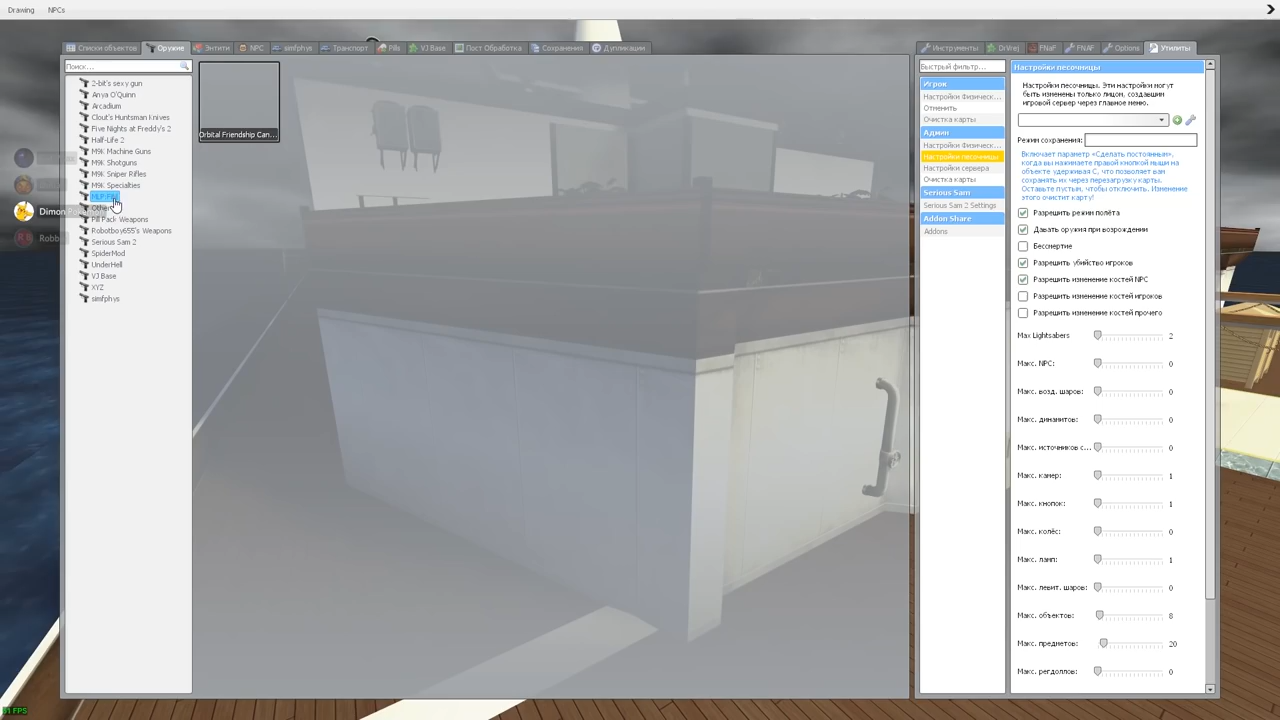 Drawing NPCs
Списки объектов Оружие Энтити NPC simfphys Транспорт Pills VJ Base Пост Обработка Сохранения Дупликации
Поиск...
2-bit's sexy gun
Anya O'Quinn
Arcadium
Clout's Huntsman Knives
Five Nights at Freddy's 2
Half-Life 2
M9K Machine Guns
M9K Shotguns
M9K Sniper Rifles
M9K Specialties
Other
Pill Pack Weapons
Robotboy655's Weapons
Serious Sam 2
SpiderMod
UnderHell
VJ Base
XYZ
simfphys
Dimon
Robb
Orbital Friendship Can...
Инструменты DrVrej FNaF FNAF Options Утилиты
Быстрый фильтр...
Игрок
Настройки Физическ...
Отменить
Очистка карты
Админ
Настройки Физическ...
Настройки песочницы
Настройки сервера
Очистка карты
Serious Sam
Serious Sam 2 Settings
Addon Share
Addons
Настройки песочницы
Настройки песочницы. Эти настройки могут
быть изменены только лицом, создавшим
игровой сервер через главное меню.
Режим сохранения:
Включает параметр «Сделать постоянным»,
когда вы нажимаете правой кнопкой мыши на
объекте удерживая C, что позволяет вам
сохранять их через перезагрузку карты.
Оставьте пустым, чтобы отключить. Изменение
этого очистит карту!
Разрешить режим полёта
Давать оружия при возрождении
Бессмертие
Разрешить убийство игроков
Разрешить изменение костей NPC
Разрешить изменение костей игроков
Разрешить изменение костей прочего
Max Lightsabers 2
Макс. NPC: 0
Макс. возд. шаров: 0
Макс. динамитов: 0
Макс. источников с... 0
Макс. камер: 1
Макс. кнопок: 1
Макс. колёс: 0
Макс. ламп: 1
Макс. левит. шаров: 0
Макс. объектов: 8
Макс. предметов: 20
Макс. регдоллов: 0
51 FPS